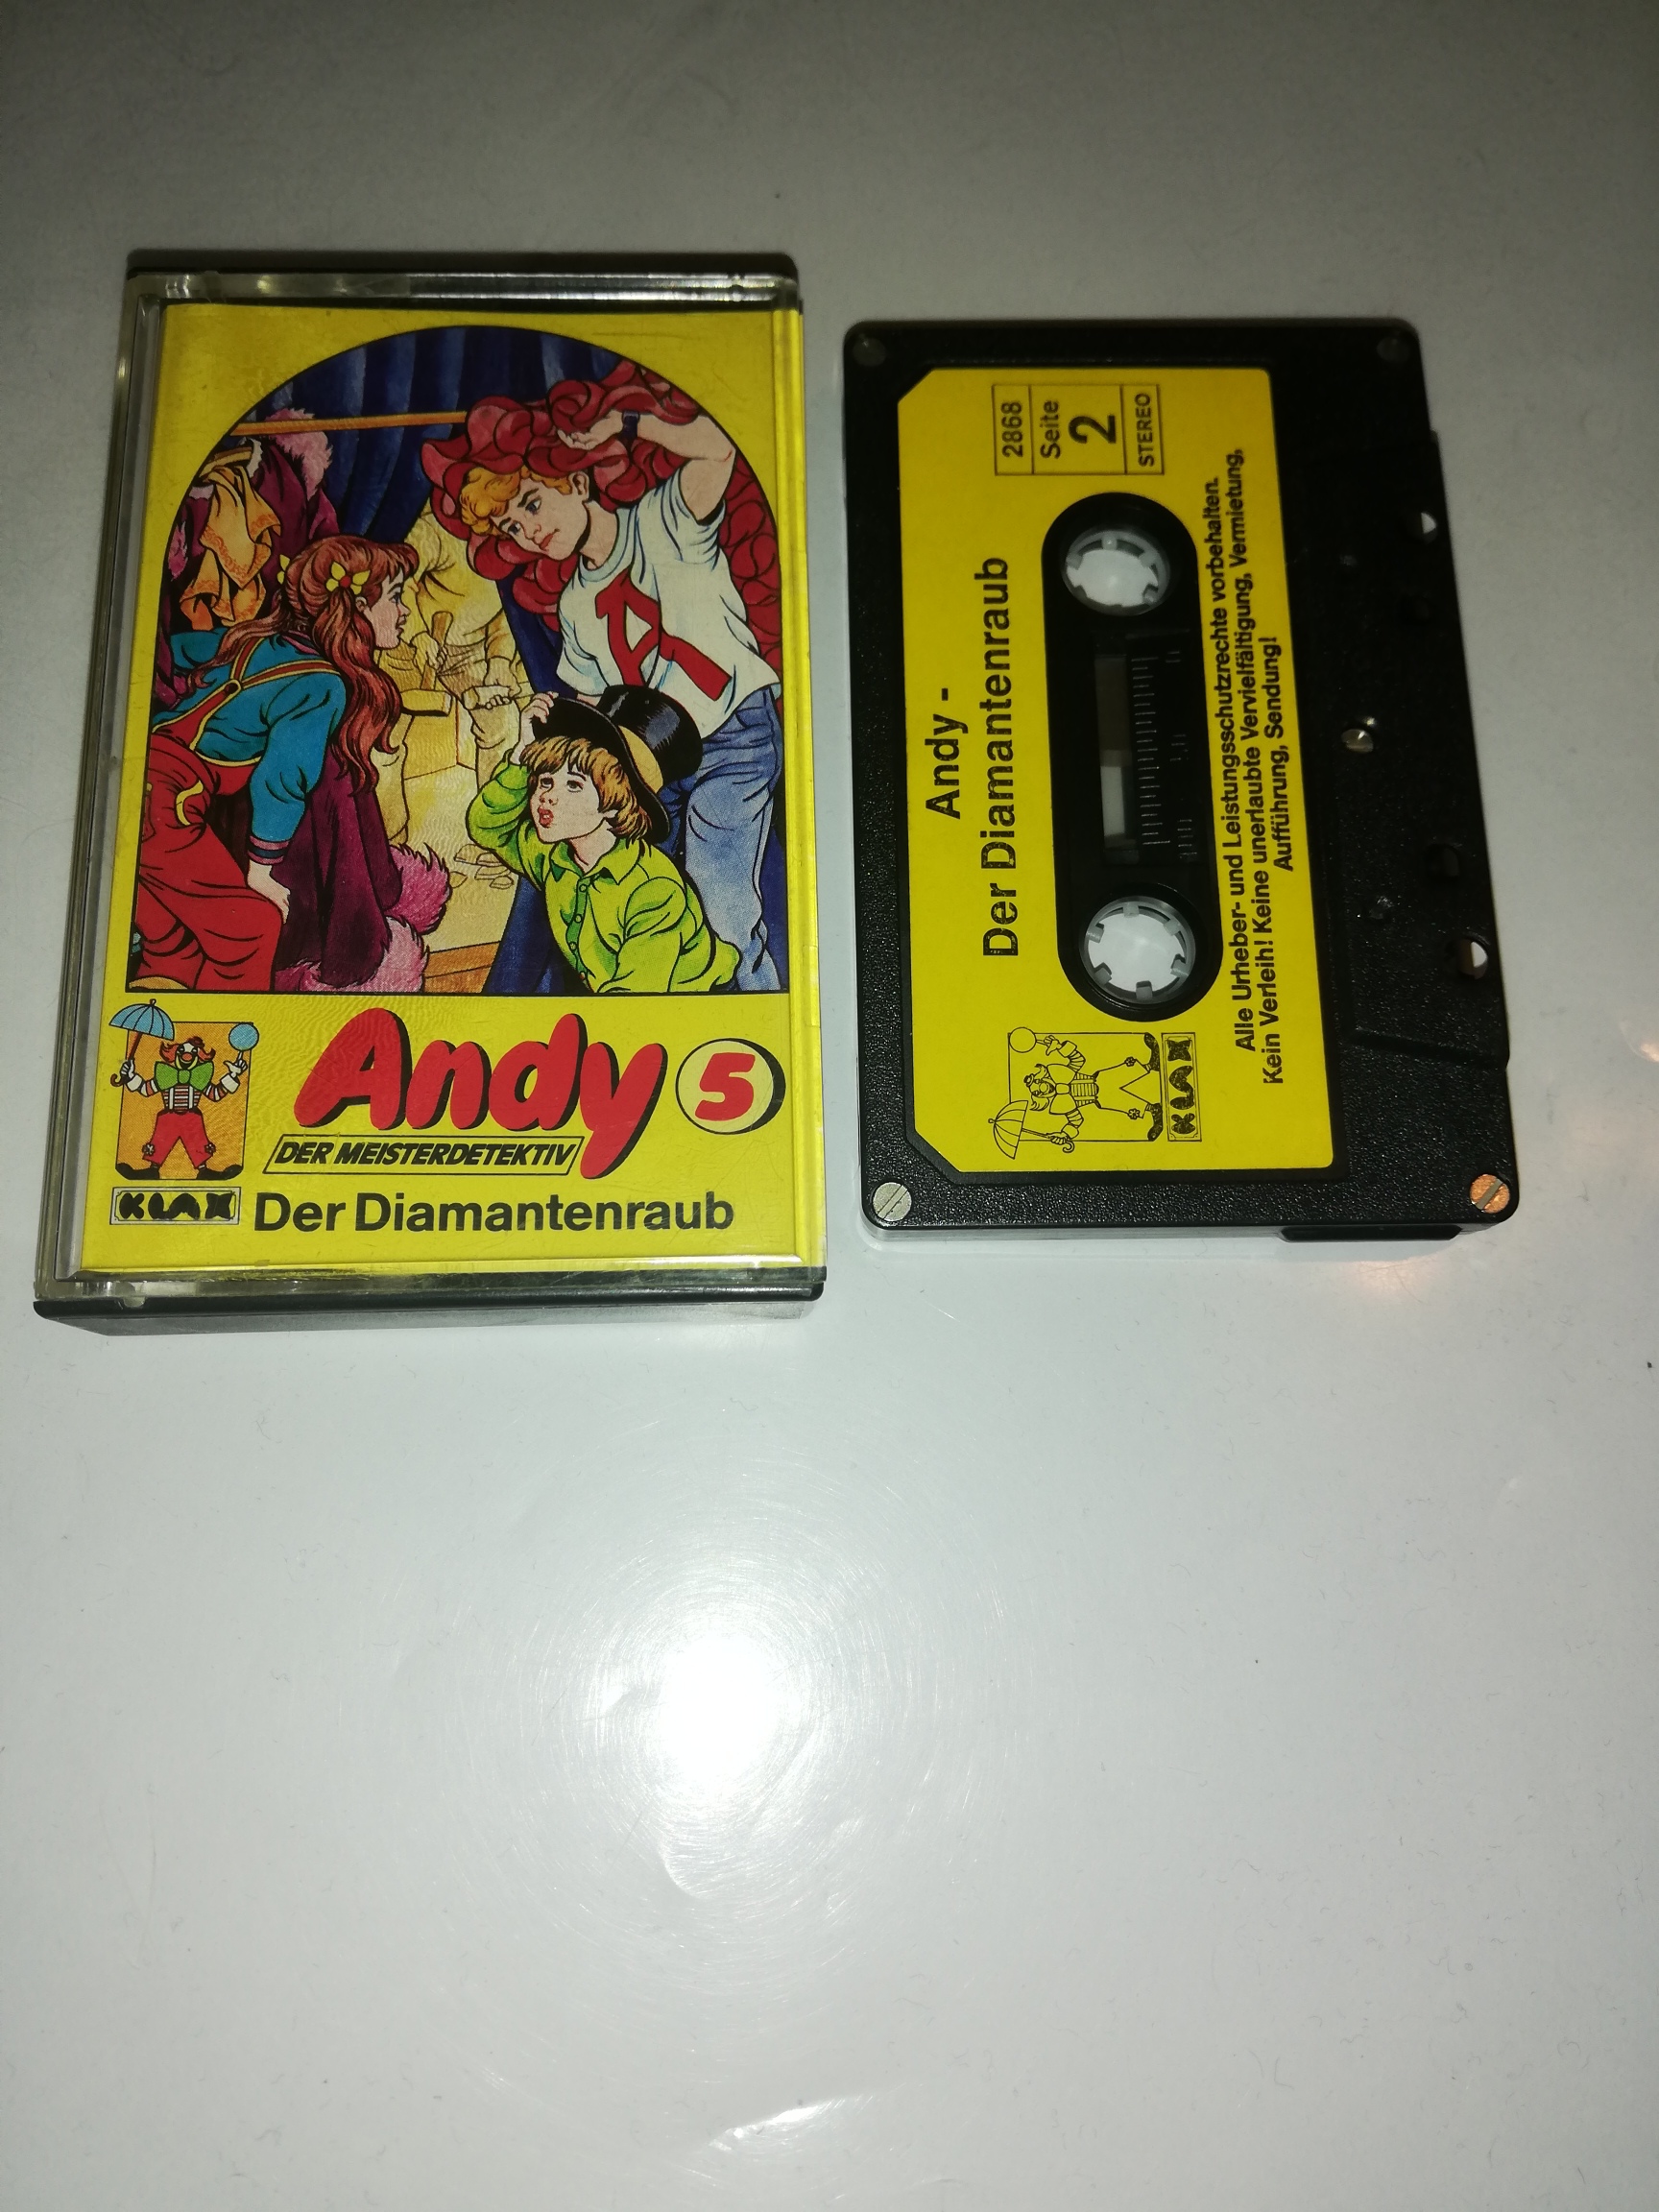 Andy
5
DER MEISTERDETEKTIV
KLAX
Der Diamantenraub
2868
Seite
2
STEREO
Andy -
Der Diamantenraub
KLAX
Alle Urheber- und Leistungsschutzrechte vorbehalten.
Kein Verleih! Keine unerlaubte Vervielfältigung, Vermietung,
Aufführung, Sendung!